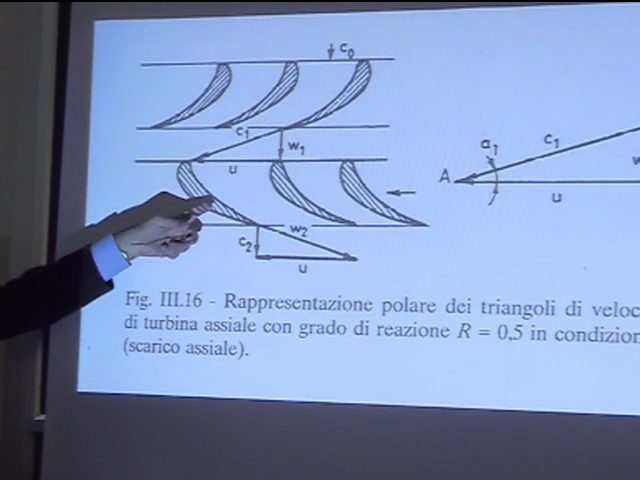 c0
c1
w1
u
w2
c2
u
A
α1
c1
w
u
Fig. III.16 - Rappresentazione polare dei triangoli di veloc
di turbina assiale con grado di reazione R = 0,5 in condizion
(scarico assiale).